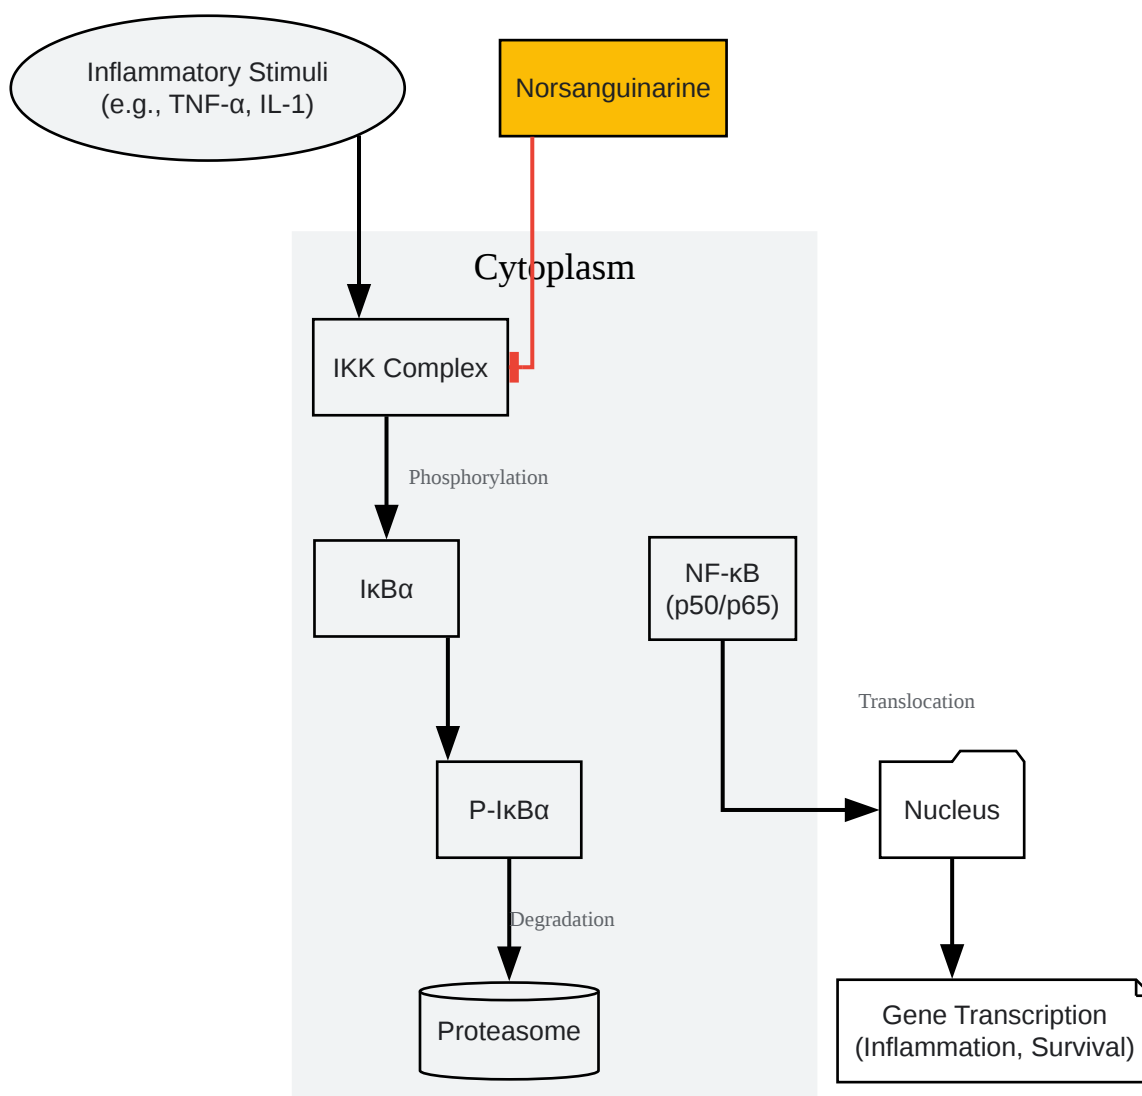 Inflammatory Stimuli
(e.g., TNF-α, IL-1)
Norsanguinarine
Cytoplasm
IKK Complex
Phosphorylation
IκBα
NF-κB
(p50/p65)
Translocation
P-IκBα
Nucleus
Degradation
Proteasome
Gene Transcription
(Inflammation, Survival)